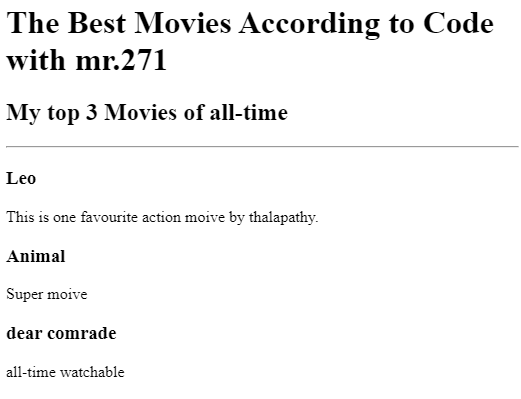 The Best Movies According to Code
with mr.271
My top 3 Movies of all-time
Leo
This is one favourite action moive by thalapathy.
Animal
Super moive
dear comrade
all-time watchable